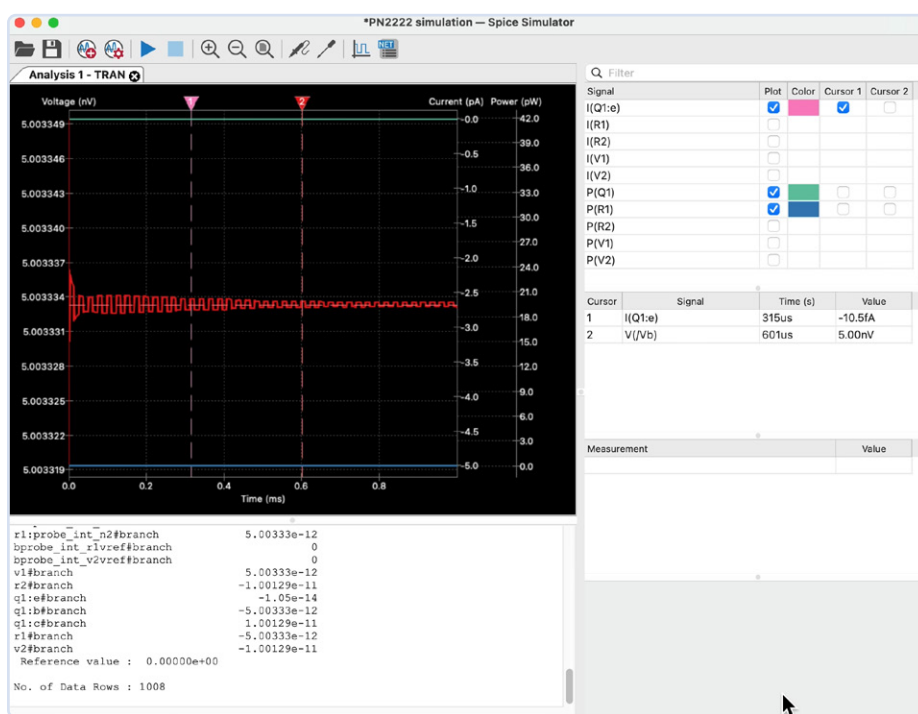 *PN2222 simulation — Spice Simulator
NET
Analysis 1 - TRAN
Voltage (nV)
1
2
Current (pA) Power (pW)
5.003349
5.003346
5.003343
5.003340
5.003337
5.003334
5.003331
5.003328
5.003325
5.003322
5.003319
-0.0
-0.5
-1.0
-1.5
-2.0
-2.5
-3.0
-3.5
-4.0
-4.5
-5.0
42.0
39.0
36.0
33.0
30.0
27.0
24.0
21.0
18.0
15.0
12.0
9.0
6.0
3.0
0.0
0.0 0.2 0.4 0.6 0.8
Time (ms)
Filter
Signal Plot Color Cursor 1 Cursor 2
I(Q1:e)
I(R1)
I(R2)
I(V1)
I(V2)
P(Q1)
P(R1)
P(R2)
P(V1)
P(V2)
Cursor Signal Time (s) Value
1 I(Q1:e) 315us -10.5fA
2 V(/Vb) 601us 5.00nV
Measurement Value
r1:probe_int_n2#branch 5.00333e-12
bprobe_int_r1vref#branch 0
bprobe_int_v2vref#branch 0
v1#branch 5.00333e-12
r2#branch -1.00129e-11
q1:e#branch -1.05e-14
q1:b#branch -5.00333e-12
q1:c#branch 1.00129e-11
r1#branch -5.00333e-12
v2#branch -1.00129e-11
Reference value : 0.00000e+00
No. of Data Rows : 1008